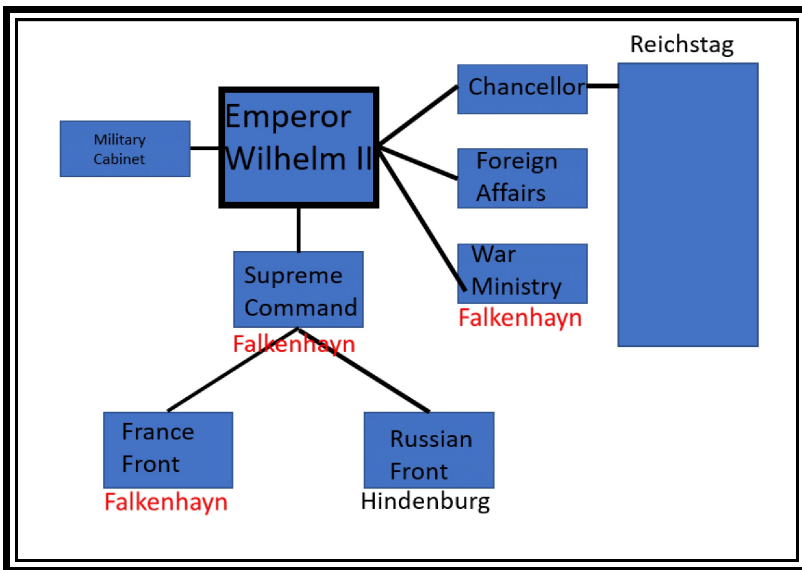 Reichstag
Chancellor
Emperor
Wilhelm II
Military
Cabinet
Foreign
Affairs
War
Ministry
Falkenhayn
Supreme
Command
Falkenhayn
France
Front
Falkenhayn
Russian
Front
Hindenburg